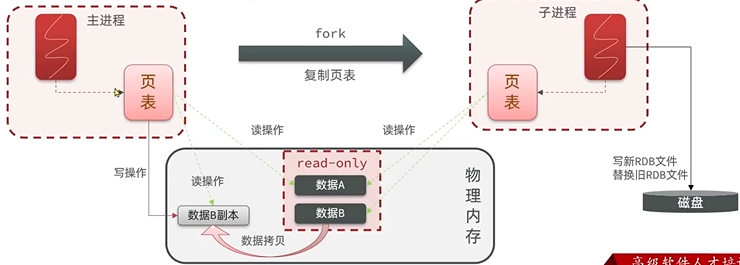 主进程
fork
子进程
复制页表
页
表
页
表
读操作
读操作
写操作
读操作
read-only
数据A
数据B
数据B副本
数据拷贝
物理内存
写新RDB文件
替换旧RDB文件
磁盘
高级软件人才培